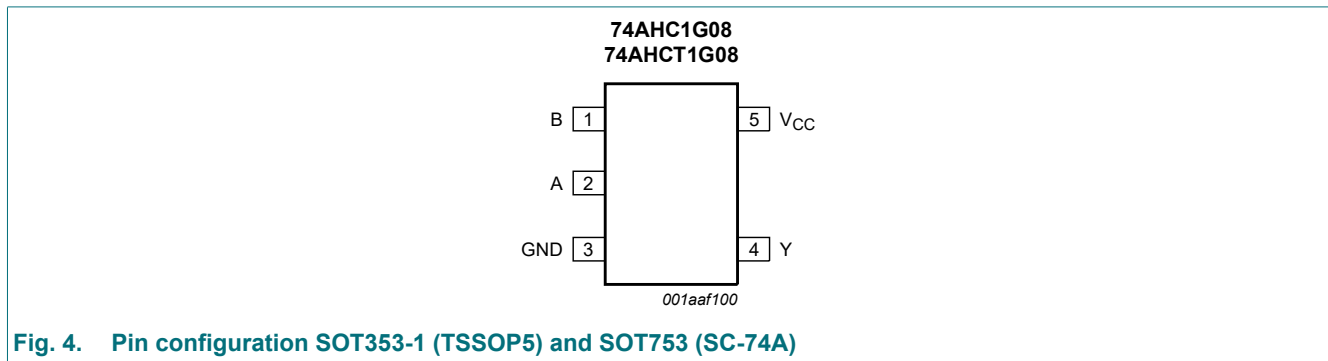 74AHC1G08
74AHCT1G08
B 1
5 VCC
A 2
GND 3
4 Y
001aaf100
Fig. 4. Pin configuration SOT353-1 (TSSOP5) and SOT753 (SC-74A)